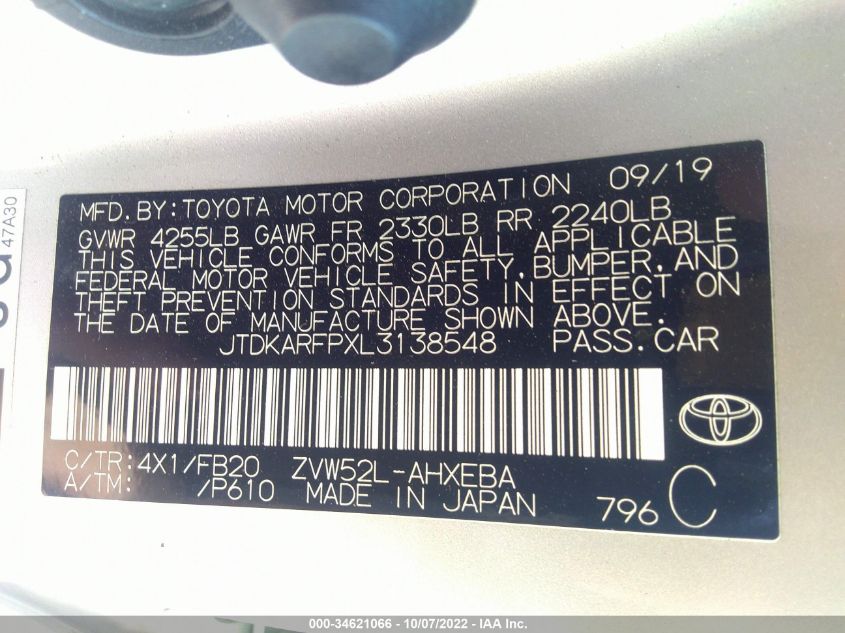 MFD.BY:TOYOTA MOTOR CORPORATION 09/19
GVWR 4255LB GAWR FR 2330LB RR 2240LB
THIS VEHICLE CONFORMS TO ALL APPLICABLE
FEDERAL MOTOR VEHICLE SAFETY,BUMPER,AND
THEFT PREVENTION STANDARDS IN EFFECT ON
THE DATE OF MANUFACTURE SHOWN ABOVE.
JTDKARFPXL3138548 PASS.CAR
C/TR:4X1/FB20 ZVW52L-AHXEBA
A/TM: /P610 MADE IN JAPAN 796 C
47A30
000-34621066 - 10/07/2022 - IAA Inc.